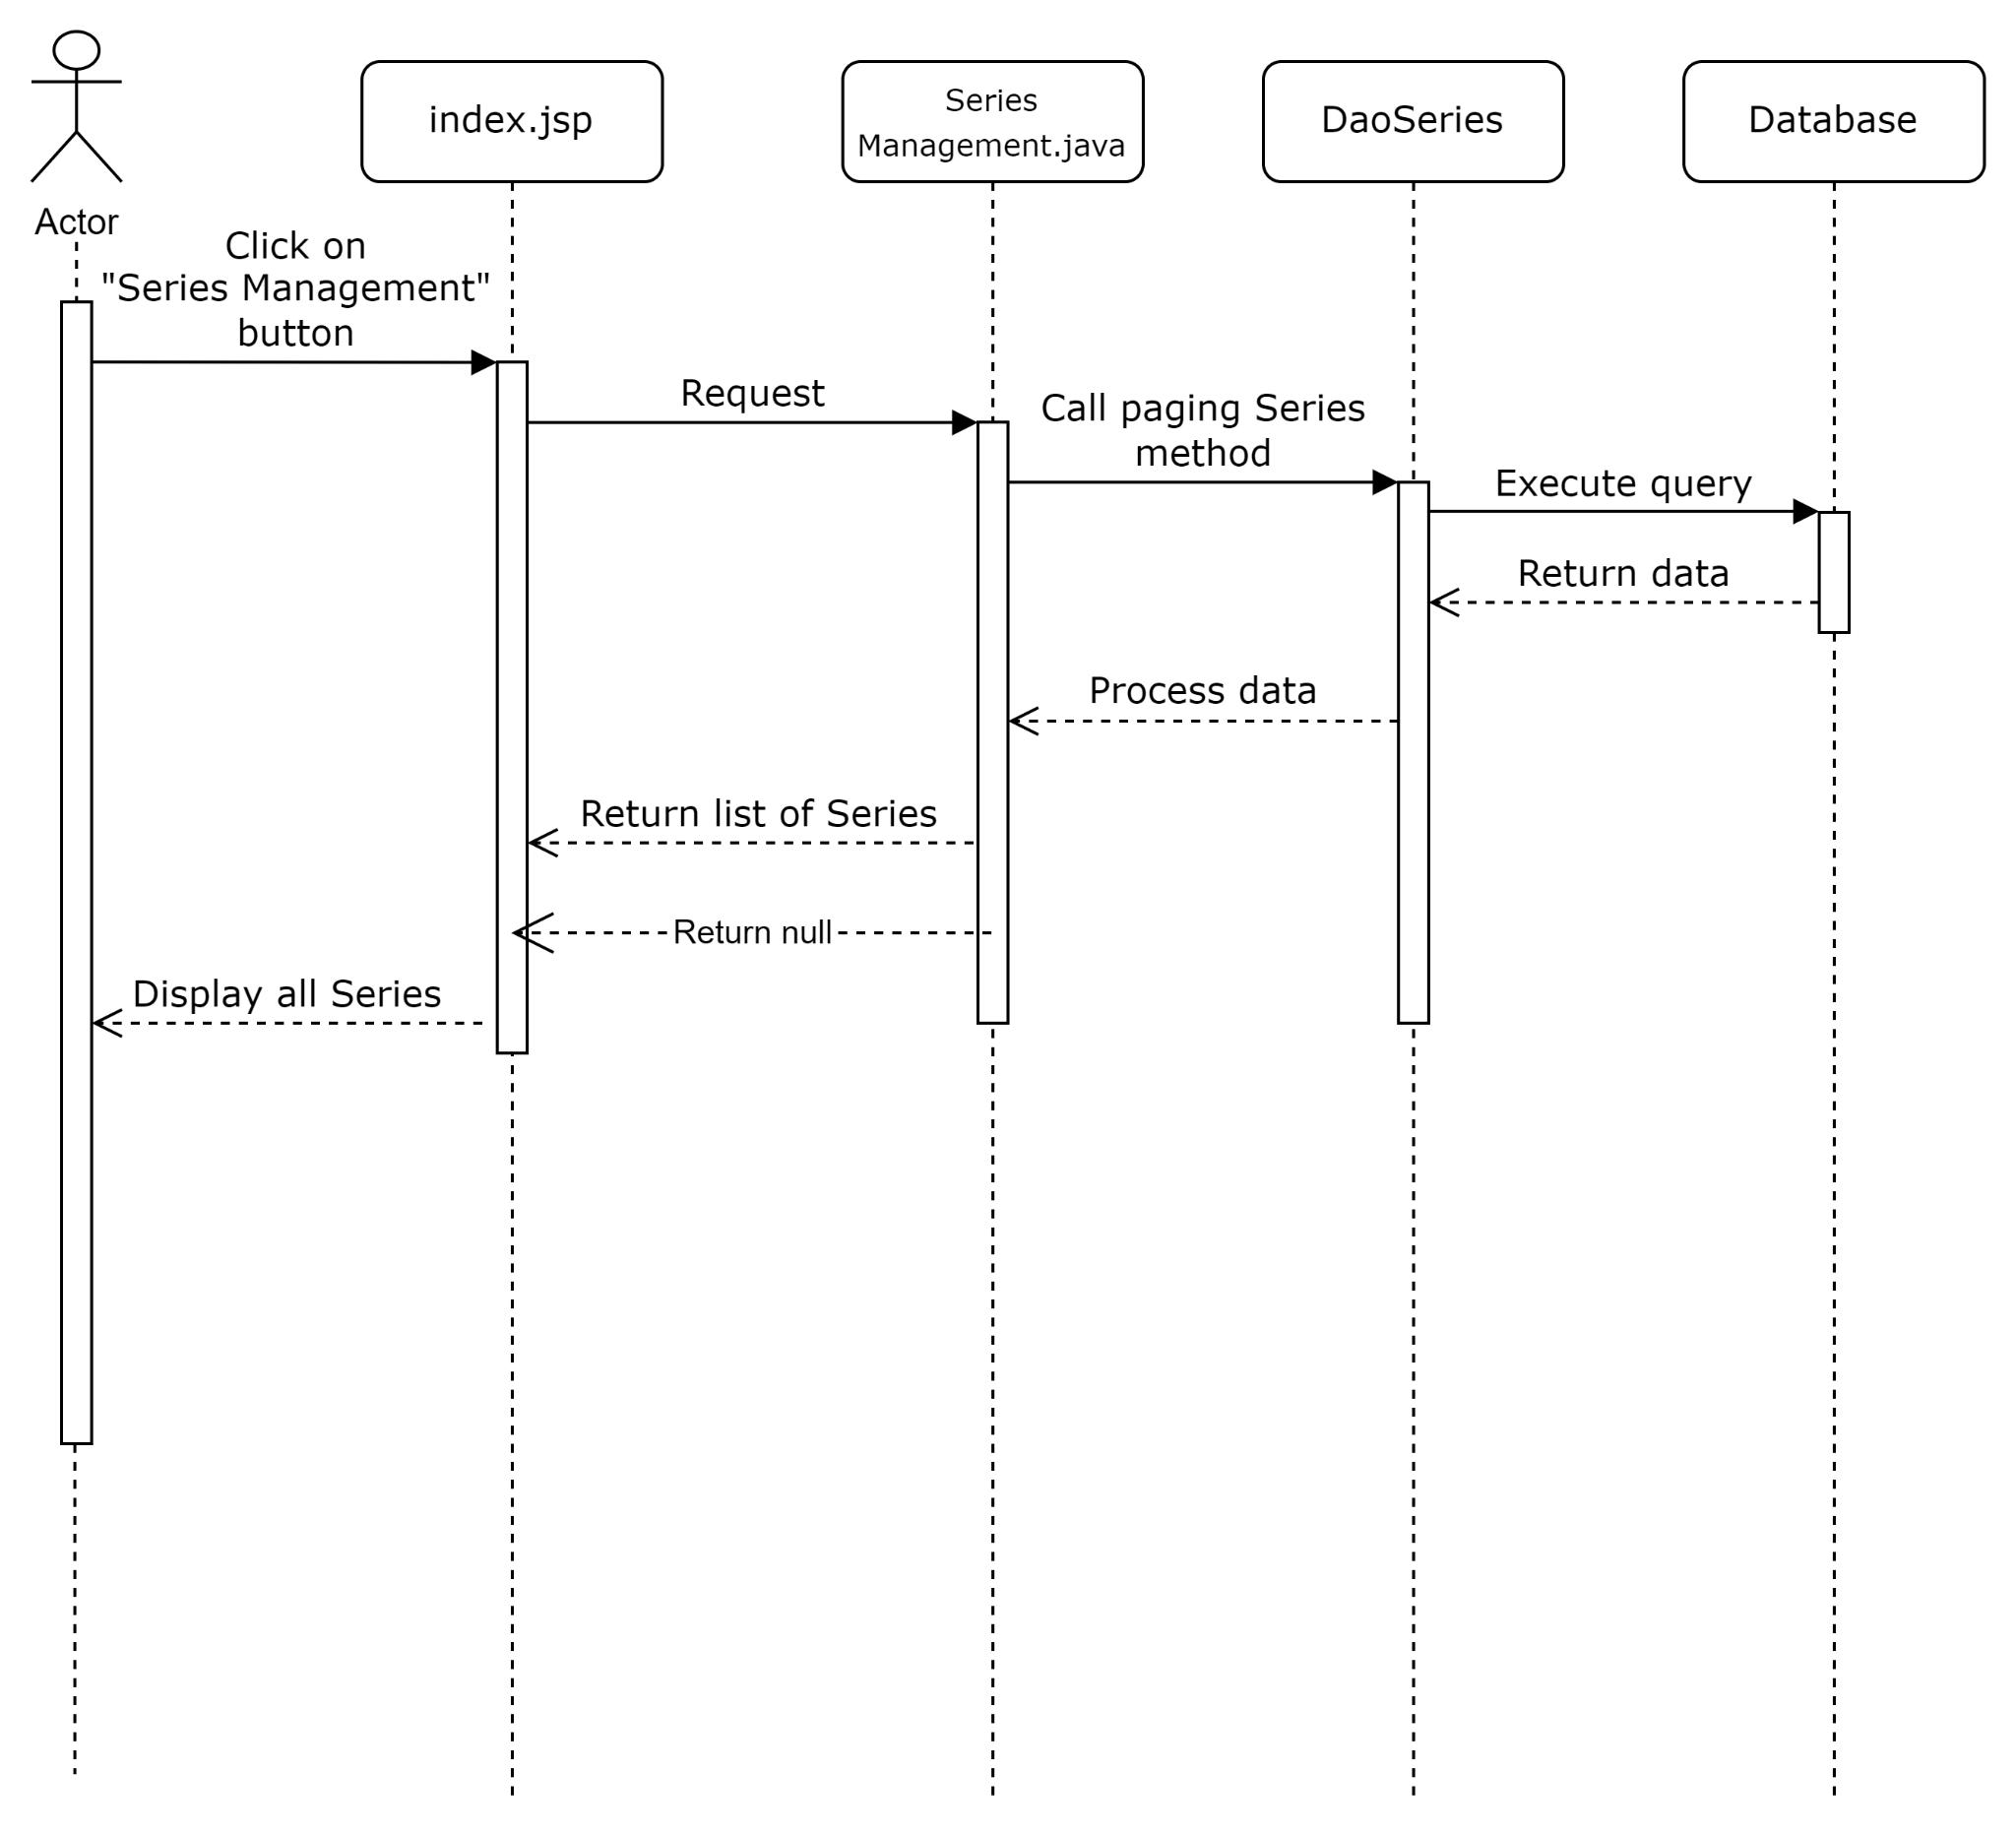 Actor
index.jsp
Series
Management.java
DaoSeries
Database
Click on
"Series Management"
button
Request
Call paging Series
method
Execute query
Return data
Process data
Return list of Series
Return null
Display all Series